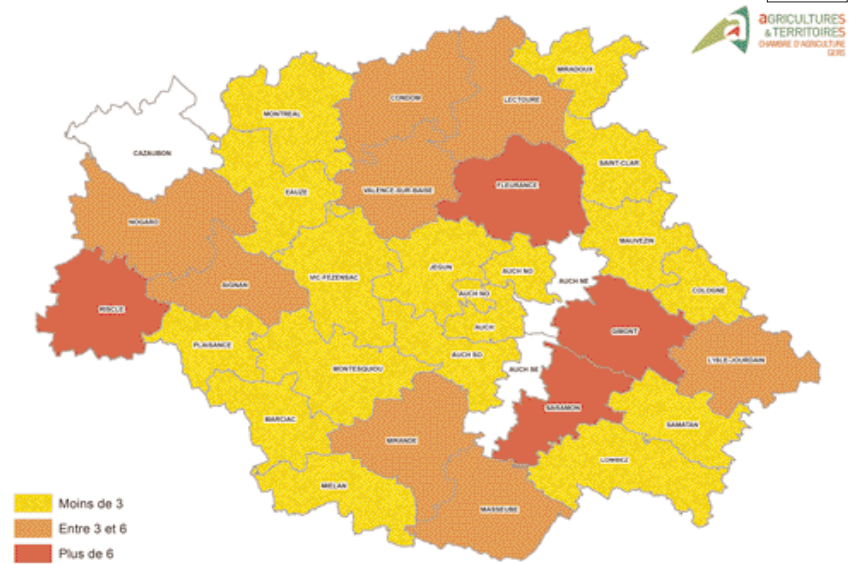 aGRICULTURES
& TERRITOIRES
CHAMBRE D'AGRICULTURE
GERS
MIRADOUX
CONDOM
LECTOURE
MONTREAL
CAZAUBON
SAINT-CLAR
FLEURANCE
VALENCE-SUR-BAISE
EAUZE
NOGARO
MAUVEZIN
JEGUN
AUCH NO
VIC-FEZENSAC
AUCH NE
AIGNAN
COLOGNE
AUCH NO
RISCLE
AUCH
GIMONT
PLAISANCE
AUCH SO
L'ISLE-JOURDAIN
MONTESQUIOU
AUCH SE
SARAMON
MARCIAC
SAMATAN
MIRANDE
LOMBEZ
MIELAN
MASSEUBE
Moins de 3
Entre 3 et 6
Plus de 6